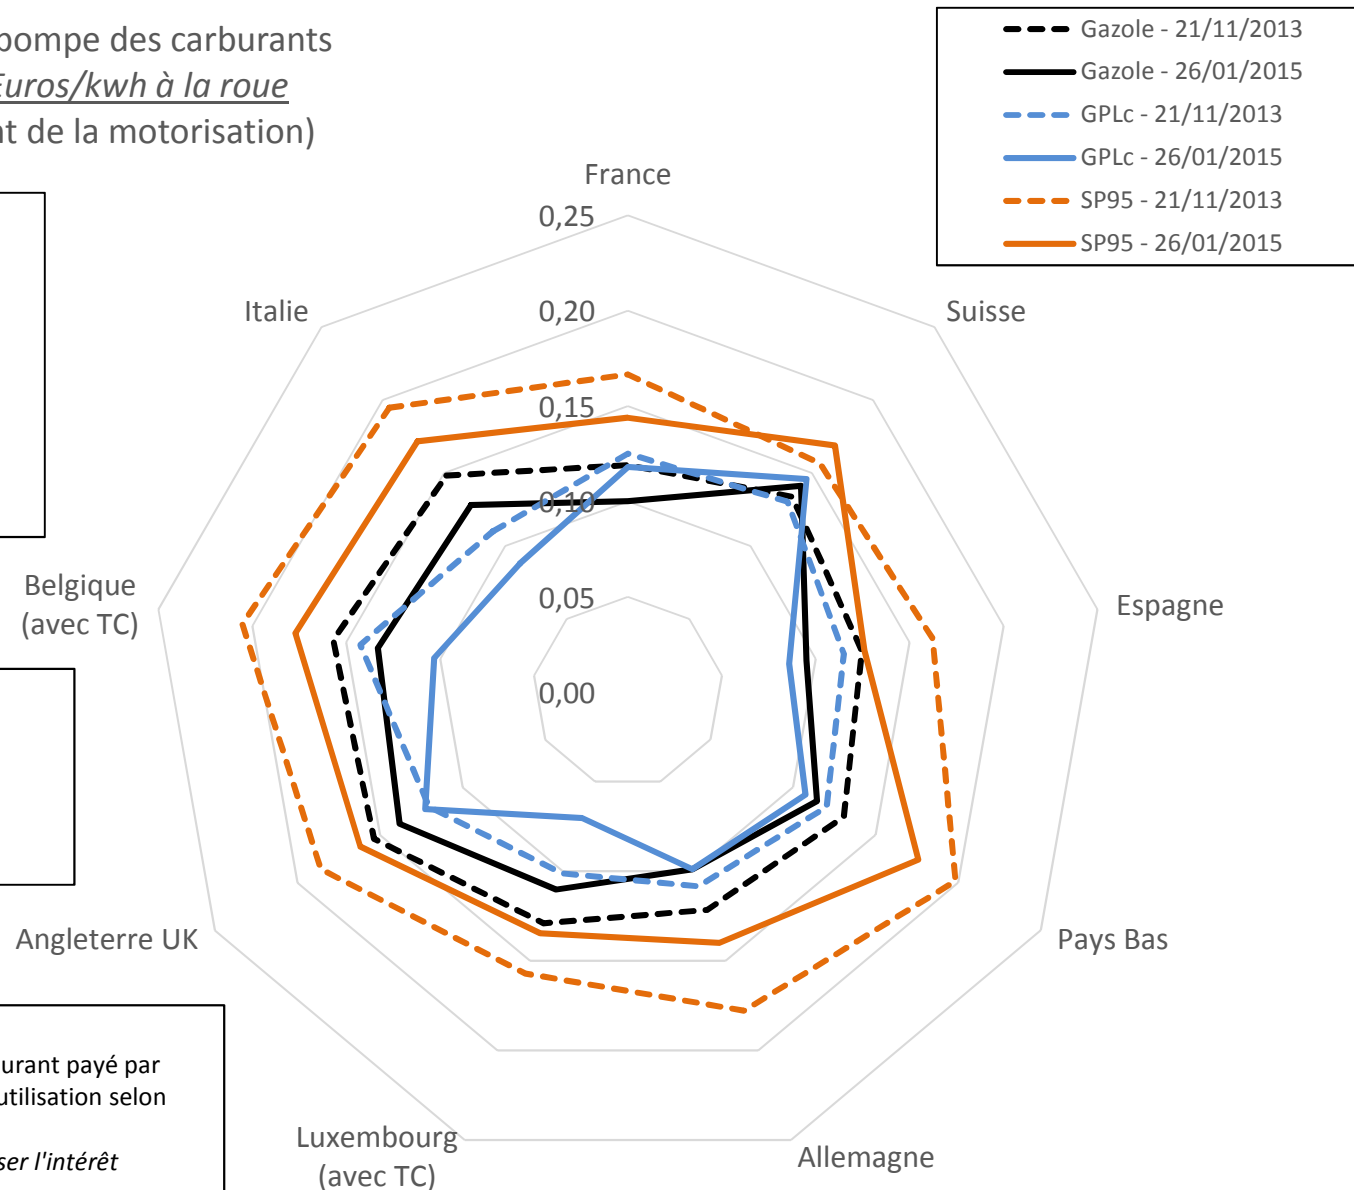 pompe des carburants
Euros/kwh à la roue
t de la motorisation)
Gazole - 21/11/2013
Gazole - 26/01/2015
GPLc - 21/11/2013
GPLc - 26/01/2015
SP95 - 21/11/2013
SP95 - 26/01/2015
France
0,25
0,20
0,15
0,10
0,05
0,00
Italie
Suisse
Belgique
(avec TC)
Espagne
Angleterre UK
Pays Bas
Luxembourg
(avec TC)
Allemagne
urant payé par
utilisation selon
ser l'intérêt